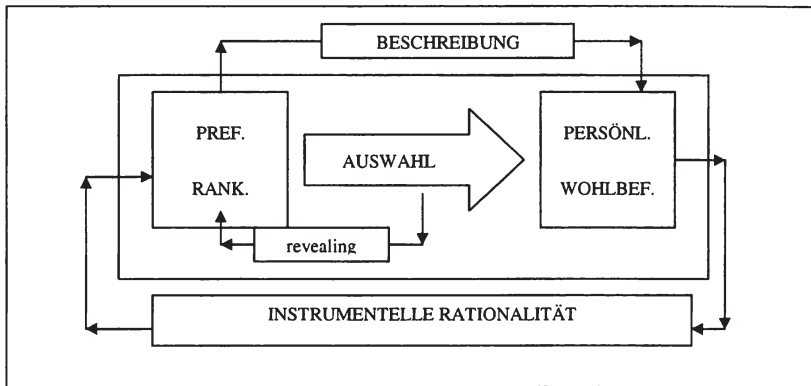 BESCHREIBUNG
PREF.
RANK.
AUSWAHL
PERSÖNL.
WOHLBEF.
revealing
INSTRUMENTELLE RATIONALITÄT